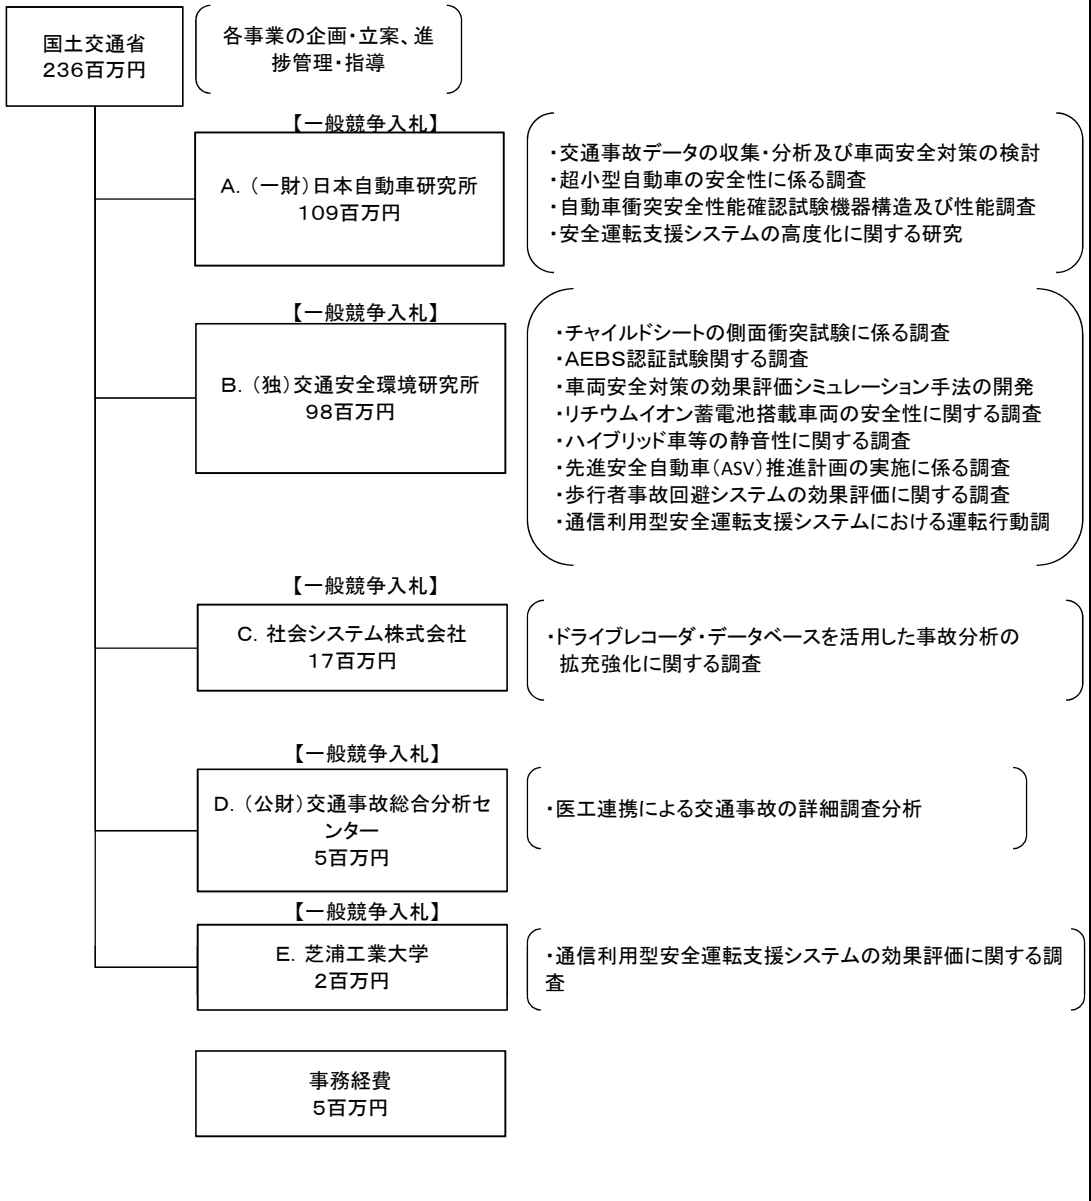 国土交通省
236百万円
各事業の企画・立案、進
捗管理・指導
【一般競争入札】
A.（一財）日本自動車研究所
109百万円
・交通事故データの収集・分析及び車両安全対策の検討
・超小型自動車の安全性に係る調査
・自動車衝突安全性能確認試験機器構造及び性能調査
・安全運転支援システムの高度化に関する研究
【一般競争入札】
B.（独）交通安全環境研究所
98百万円
・チャイルドシートの側面衝突試験に係る調査
・AEBS認証試験関する調査
・車両安全対策の効果評価シミュレーション手法の開発
・リチウムイオン蓄電池搭載車両の安全性に関する調査
・ハイブリッド車等の静音性に関する調査
・先進安全自動車（ASV）推進計画の実施に係る調査
・歩行者事故回避システムの効果評価に関する調査
・通信利用型安全運転支援システムにおける運転行動調
【一般競争入札】
C. 社会システム株式会社
17百万円
・ドライブレコーダ・データベースを活用した事故分析の
拡充強化に関する調査
【一般競争入札】
D.（公財）交通事故総合分析セ
ンター
5百万円
・医工連携による交通事故の詳細調査分析
【一般競争入札】
E. 芝浦工業大学
2百万円
・通信利用型安全運転支援システムの効果評価に関する調
査
事務経費
5百万円